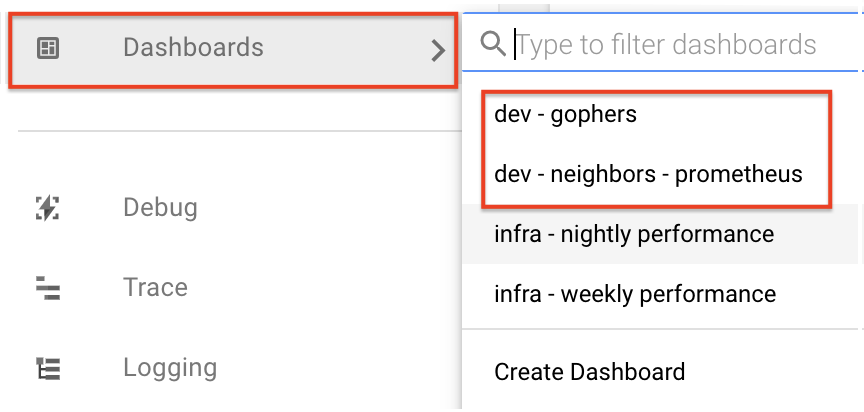 Dashboards
Debug
Trace
Logging
Type to filter dashboards
dev - gophers
dev - neighbors - prometheus
infra - nightly performance
infra - weekly performance
Create Dashboard